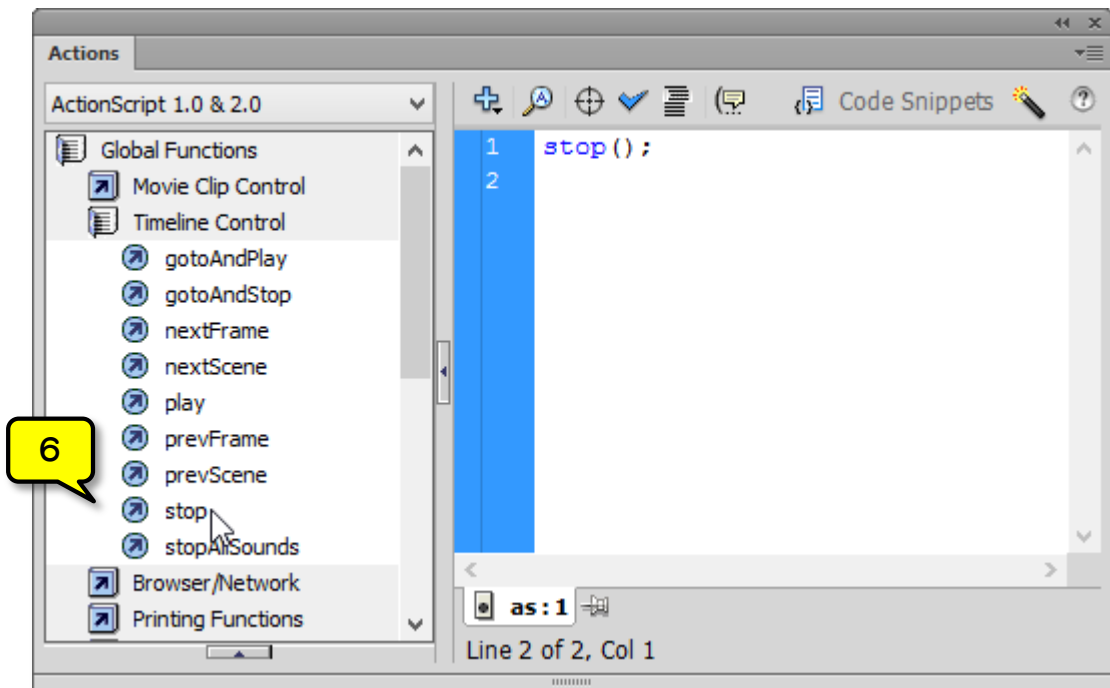 Actions
ActionScript 1.0 & 2.0
Global Functions
Movie Clip Control
Timeline Control
gotoAndPlay
gotoAndStop
nextFrame
nextScene
play
prevFrame
prevScene
stop
stopAllSounds
Browser/Network
Printing Functions
6
Code Snippets
1 stop();
2
as:1
Line 2 of 2, Col 1